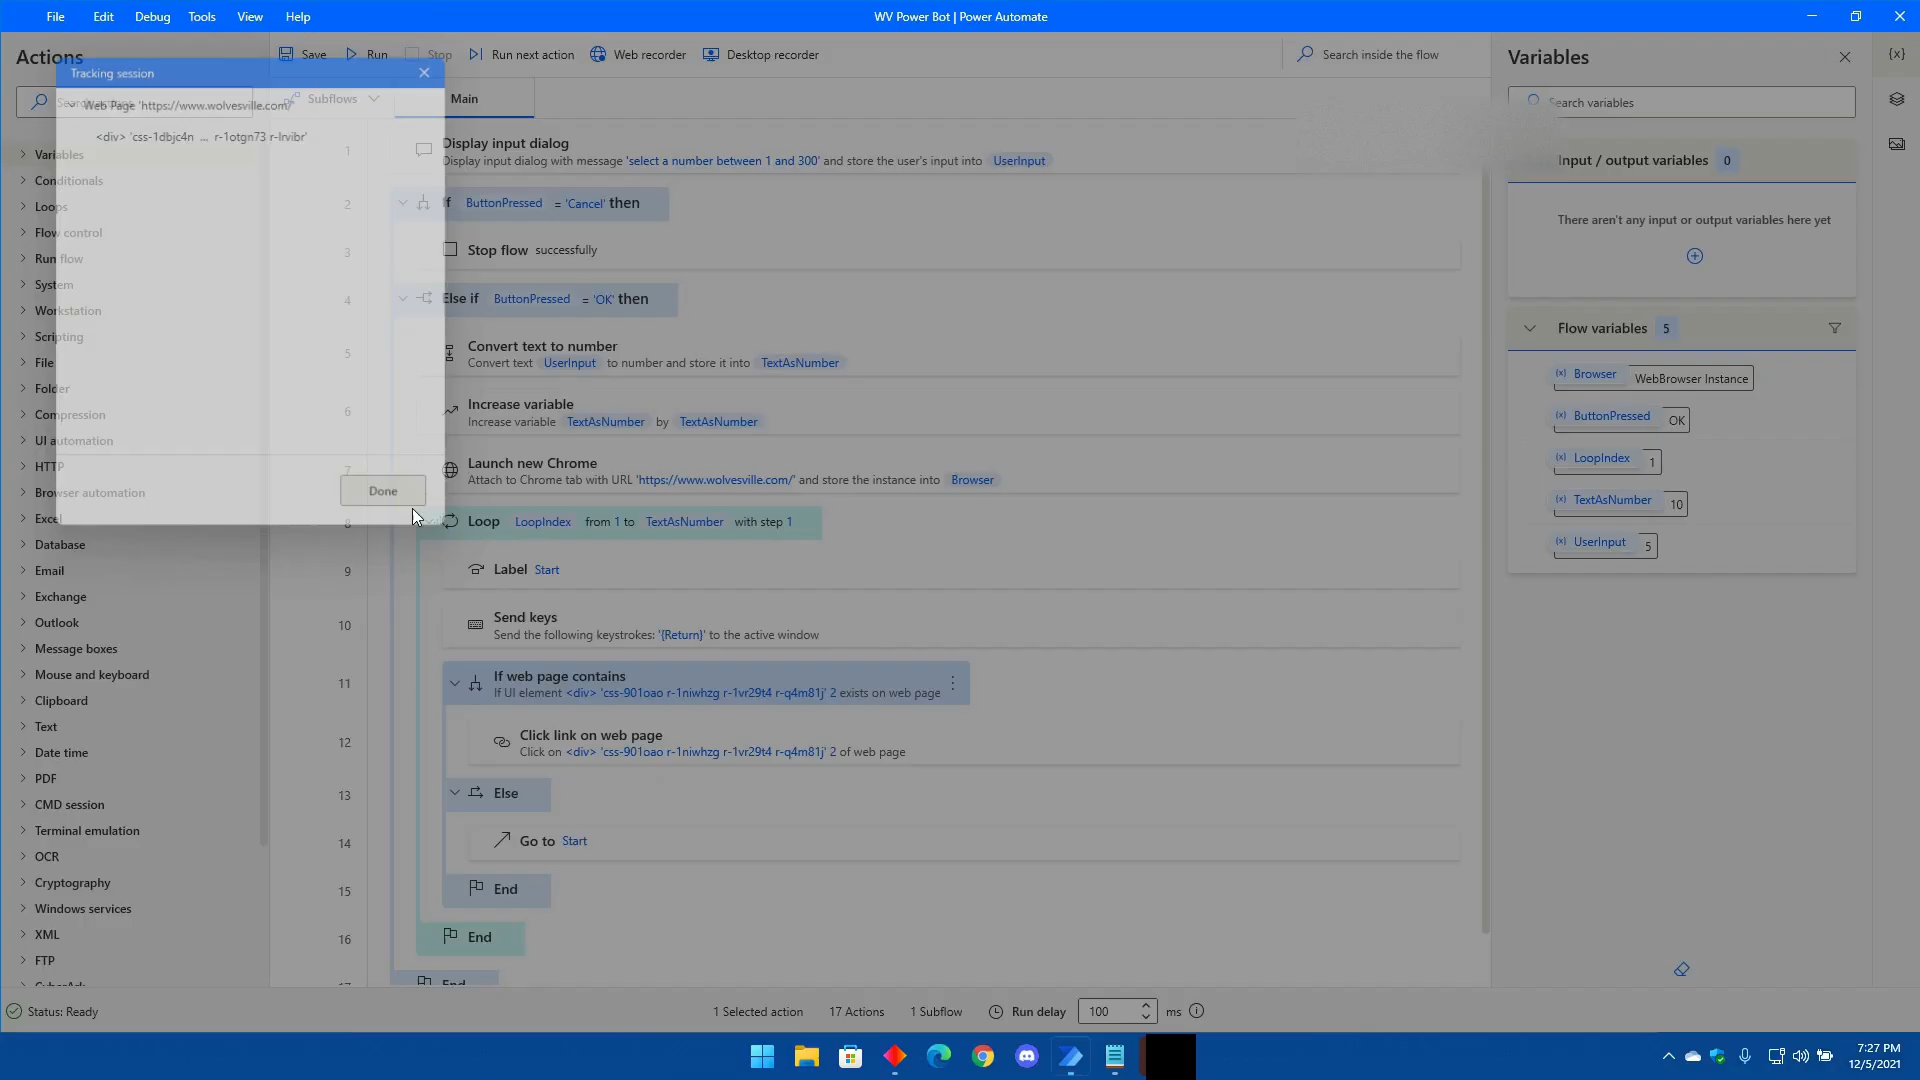 File Edit Debug Tools View Help
WV Power Bot | Power Automate
Actions
Save Run Stop Run next action Web recorder Desktop recorder
Search inside the flow
Variables
{x}
Tracking session
Web Page 'https://www.wolvesville.com/'
<div> 'css-1dbjc4n ... r-1otgn73 r-lrvibr'
Done
Subflows
Main
Search variables
Variables
Conditionals
Loops
Flow control
Run flow
System
Workstation
Scripting
File
Folder
Compression
UI automation
HTTP
Browser automation
Excel
Database
Email
Exchange
Outlook
Message boxes
Mouse and keyboard
Clipboard
Text
Date time
PDF
CMD session
Terminal emulation
OCR
Cryptography
Windows services
XML
FTP
CyberArk
1
Display input dialog
Display input dialog with message 'select a number between 1 and 300' and store the user's input into UserInput
2
If ButtonPressed = 'Cancel' then
3
Stop flow successfully
4
Else if ButtonPressed = 'OK' then
5
Convert text to number
Convert text UserInput to number and store it into TextAsNumber
6
Increase variable
Increase variable TextAsNumber by TextAsNumber
7
Launch new Chrome
Attach to Chrome tab with URL 'https://www.wolvesville.com/' and store the instance into Browser
8
Loop LoopIndex from 1 to TextAsNumber with step 1
9
Label Start
10
Send keys
Send the following keystrokes: '{Return}' to the active window
11
If web page contains
If UI element <div> 'css-901oao r-1niwhzg r-1vr29t4 r-q4m81j' 2 exists on web page
12
Click link on web page
Click on <div> 'css-901oao r-1niwhzg r-1vr29t4 r-q4m81j' 2 of web page
13
Else
14
Go to Start
15
End
16
End
17
End
Input / output variables 0
There aren't any input or output variables here yet
Flow variables 5
(x) Browser WebBrowser Instance
(x) ButtonPressed OK
(x) LoopIndex 1
(x) TextAsNumber 10
(x) UserInput 5
Status: Ready
1 Selected action 17 Actions 1 Subflow Run delay 100 ms
7:27 PM
12/5/2021